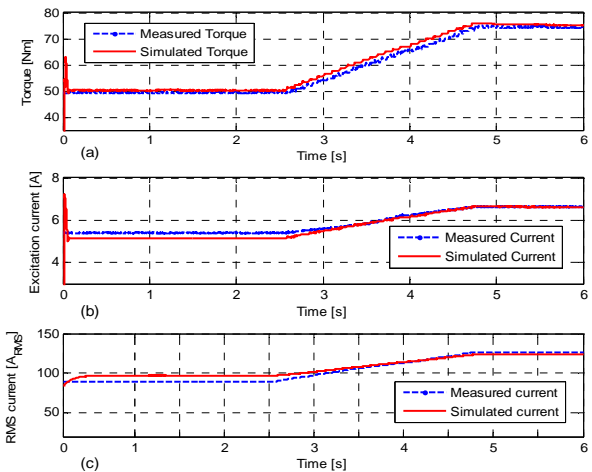 80
70
60
50
40
Torque [Nm]
Measured Torque
Simulated Torque
0 1 2 3 4 5 6
(a)
Time [s]
8
6
4
Excitation current [A]
Measured Current
Simulated Current
0 1 2 3 4 5 6
(b)
Time [s]
150
100
50
RMS current [A_RMS]
Measured current
Simulated current
0 1 2 3 4 5 6
(c)
Time [s]